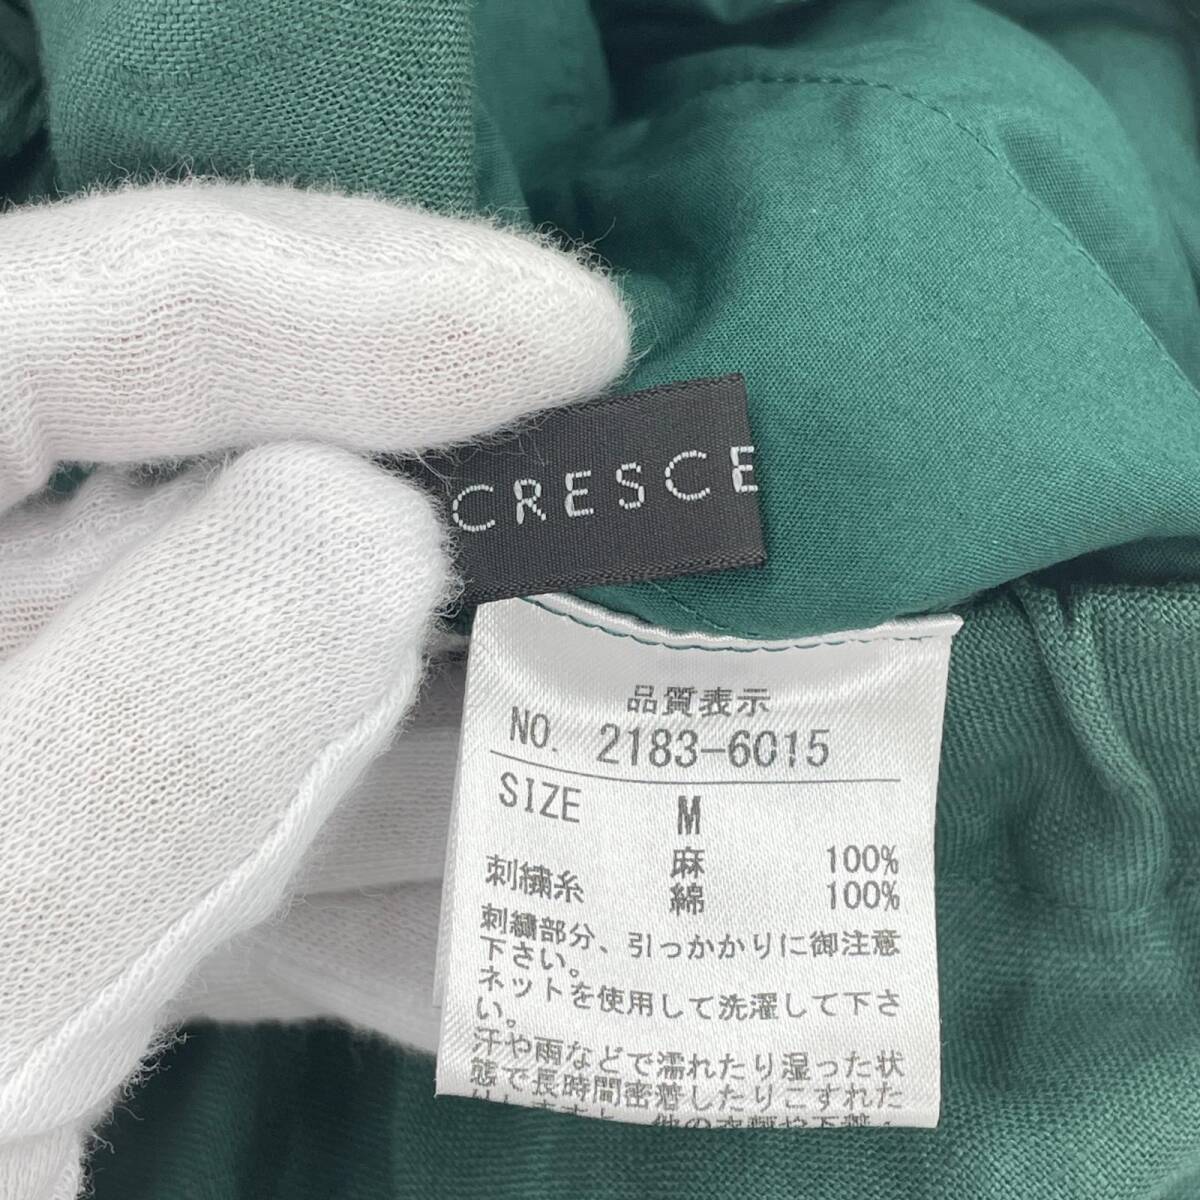 CRESCE
品質表示
NO. 2183-6015
SIZE M
麻 100%
刺繍糸 綿 100%
刺繍部分、引っかかりに御注意
下さい。
ネットを使用して洗濯して下さ
い。
汗や雨などで濡れたり湿った状
態で長時間密着したりこすれた